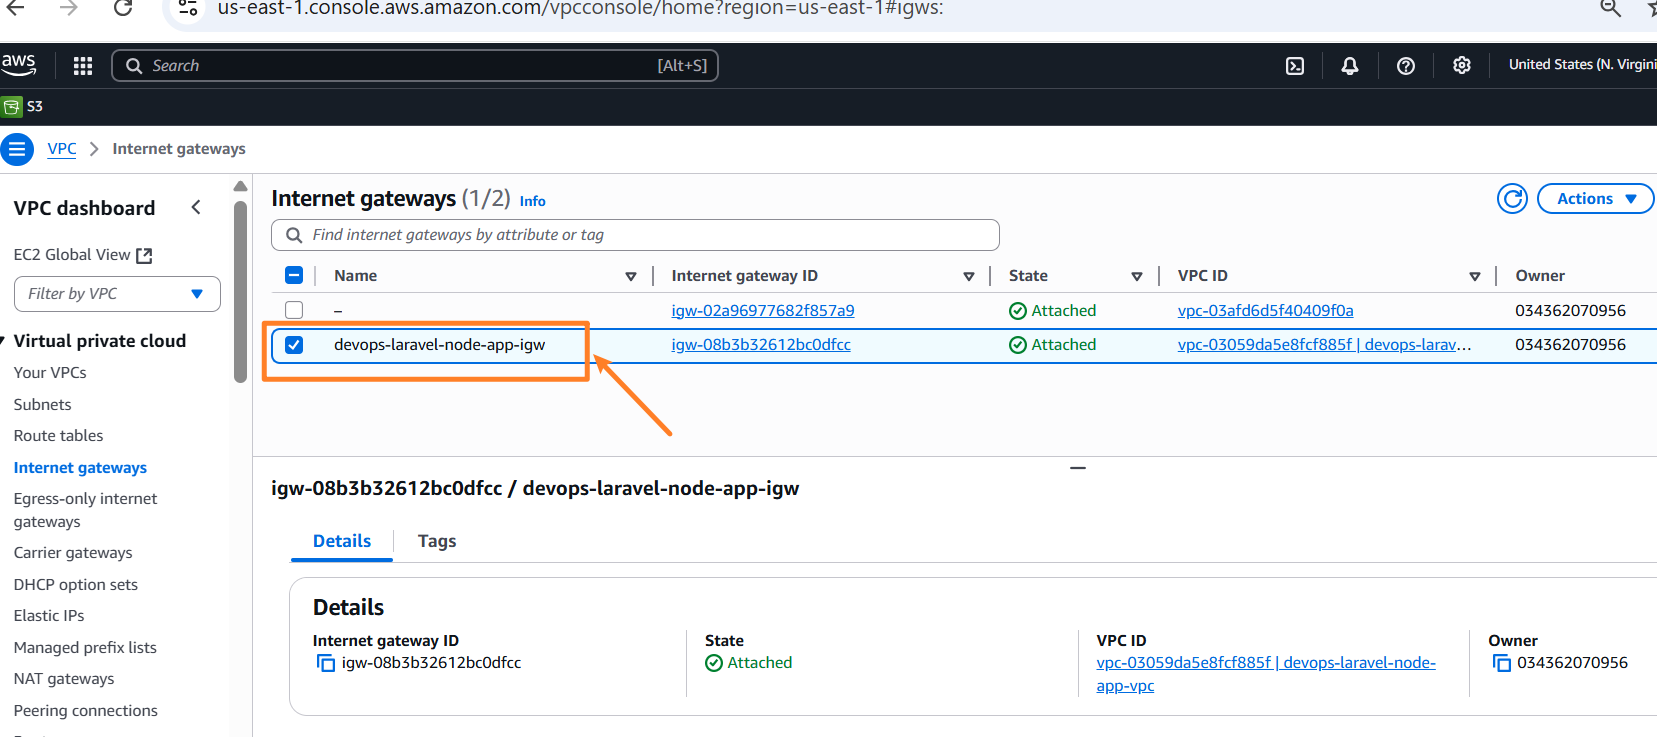 us-east-1.console.aws.amazon.com/vpcconsole/home?region=us-east-1#igws:
aws
Search
[Alt+S]
United States (N. Virgini
S3
VPC
Internet gateways
VPC dashboard
EC2 Global View
Filter by VPC
Virtual private cloud
Your VPCs
Subnets
Route tables
Internet gateways
Egress-only internet
gateways
Carrier gateways
DHCP option sets
Elastic IPs
Managed prefix lists
NAT gateways
Peering connections
Internet gateways (1/2) Info
Actions
Find internet gateways by attribute or tag
Name Internet gateway ID State VPC ID Owner
– igw-02a96977682f857a9 Attached vpc-03afd6d5f40409f0a 034362070956
devops-laravel-node-app-igw igw-08b3b32612bc0dfcc Attached vpc-03059da5e8fcf885f | devops-larav… 034362070956
igw-08b3b32612bc0dfcc / devops-laravel-node-app-igw
Details Tags
Details
Internet gateway ID
igw-08b3b32612bc0dfcc
State
Attached
VPC ID
vpc-03059da5e8fcf885f | devops-laravel-node-
app-vpc
Owner
034362070956